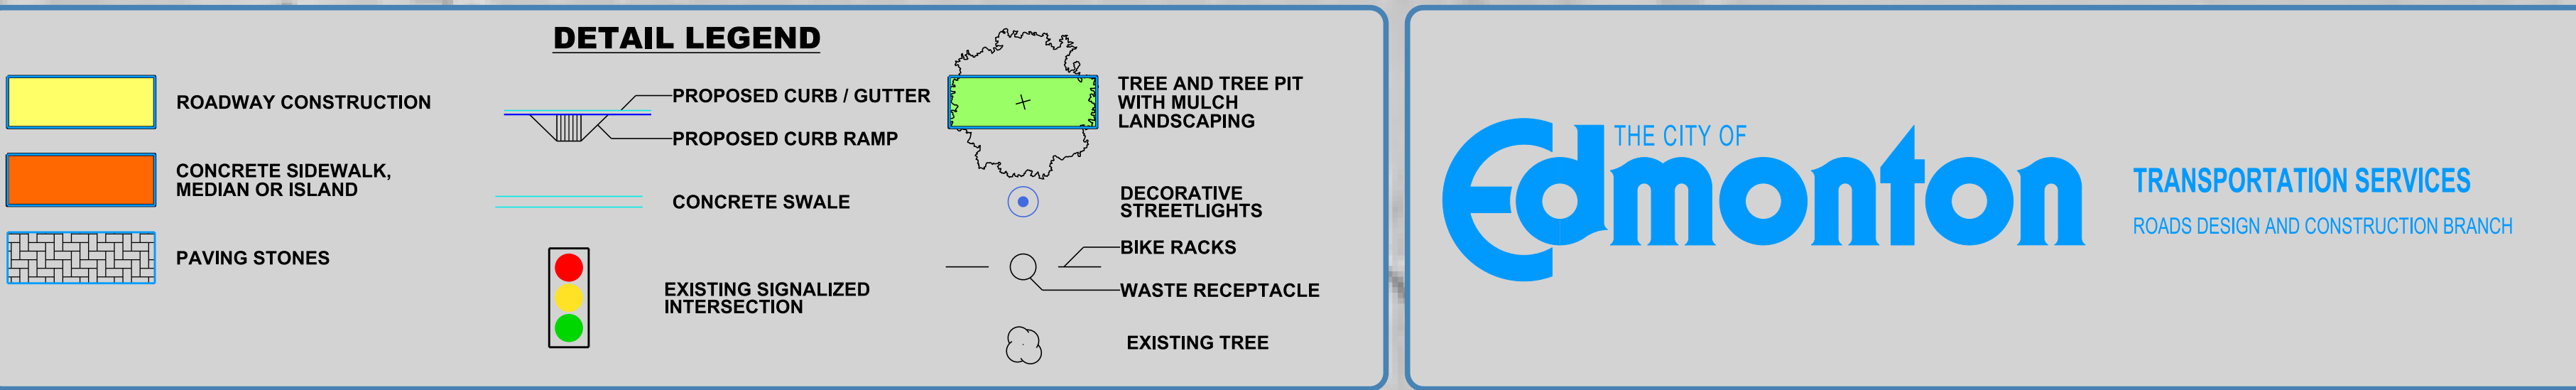 DETAIL LEGEND
ROADWAY CONSTRUCTION
CONCRETE SIDEWALK,
MEDIAN OR ISLAND
PAVING STONES
PROPOSED CURB / GUTTER
PROPOSED CURB RAMP
CONCRETE SWALE
EXISTING SIGNALIZED
INTERSECTION
TREE AND TREE PIT
WITH MULCH
LANDSCAPING
DECORATIVE
STREETLIGHTS
BIKE RACKS
WASTE RECEPTACLE
EXISTING TREE
THE CITY OF
Edmonton
TRANSPORTATION SERVICES
ROADS DESIGN AND CONSTRUCTION BRANCH